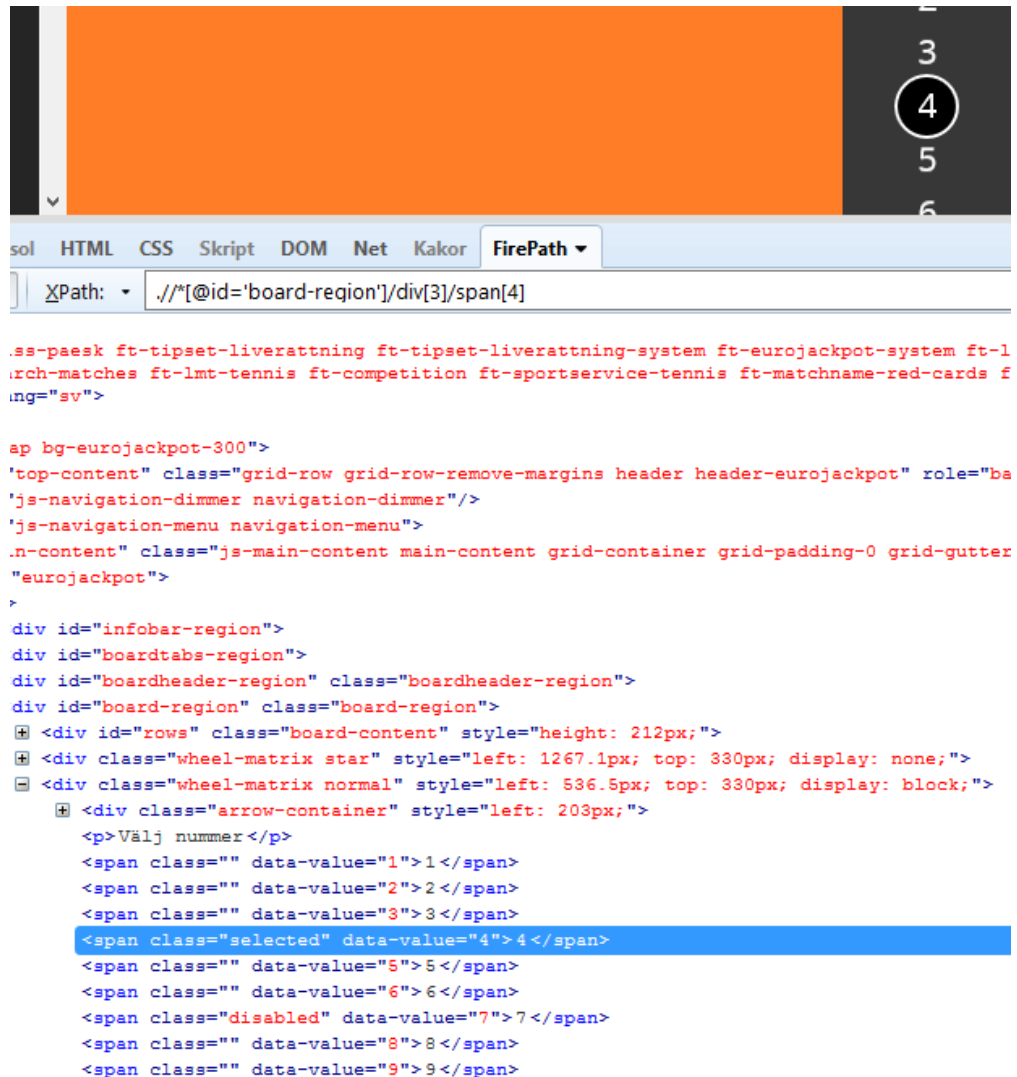 3
4
5
6
sol HTML CSS Skript DOM Net Kakor FirePath
XPath: .//*[@id='board-region']/div[3]/span[4]
ss-paesk ft-tipset-liverattning ft-tipset-liverattning-system ft-eurojackpot-system ft-l
rch-matches ft-lmt-tennis ft-competition ft-sportservice-tennis ft-matchname-red-cards f
ng="sv">
ap bg-eurojackpot-300">
"top-content" class="grid-row grid-row-remove-margins header header-eurojackpot" role="ba
"js-navigation-dimmer navigation-dimmer"/>
"js-navigation-menu navigation-menu">
n-content" class="js-main-content main-content grid-container grid-padding-0 grid-gutter
"eurojackpot">
>
div id="infobar-region">
div id="boardtabs-region">
div id="boardheader-region" class="boardheader-region">
div id="board-region" class="board-region">
<div id="rows" class="board-content" style="height: 212px;">
<div class="wheel-matrix star" style="left: 1267.1px; top: 330px; display: none;">
<div class="wheel-matrix normal" style="left: 536.5px; top: 330px; display: block;">
<div class="arrow-container" style="left: 203px;">
<p>Välj nummer</p>
<span class="" data-value="1">1</span>
<span class="" data-value="2">2</span>
<span class="" data-value="3">3</span>
<span class="selected" data-value="4">4</span>
<span class="" data-value="5">5</span>
<span class="" data-value="6">6</span>
<span class="disabled" data-value="7">7</span>
<span class="" data-value="8">8</span>
<span class="" data-value="9">9</span>